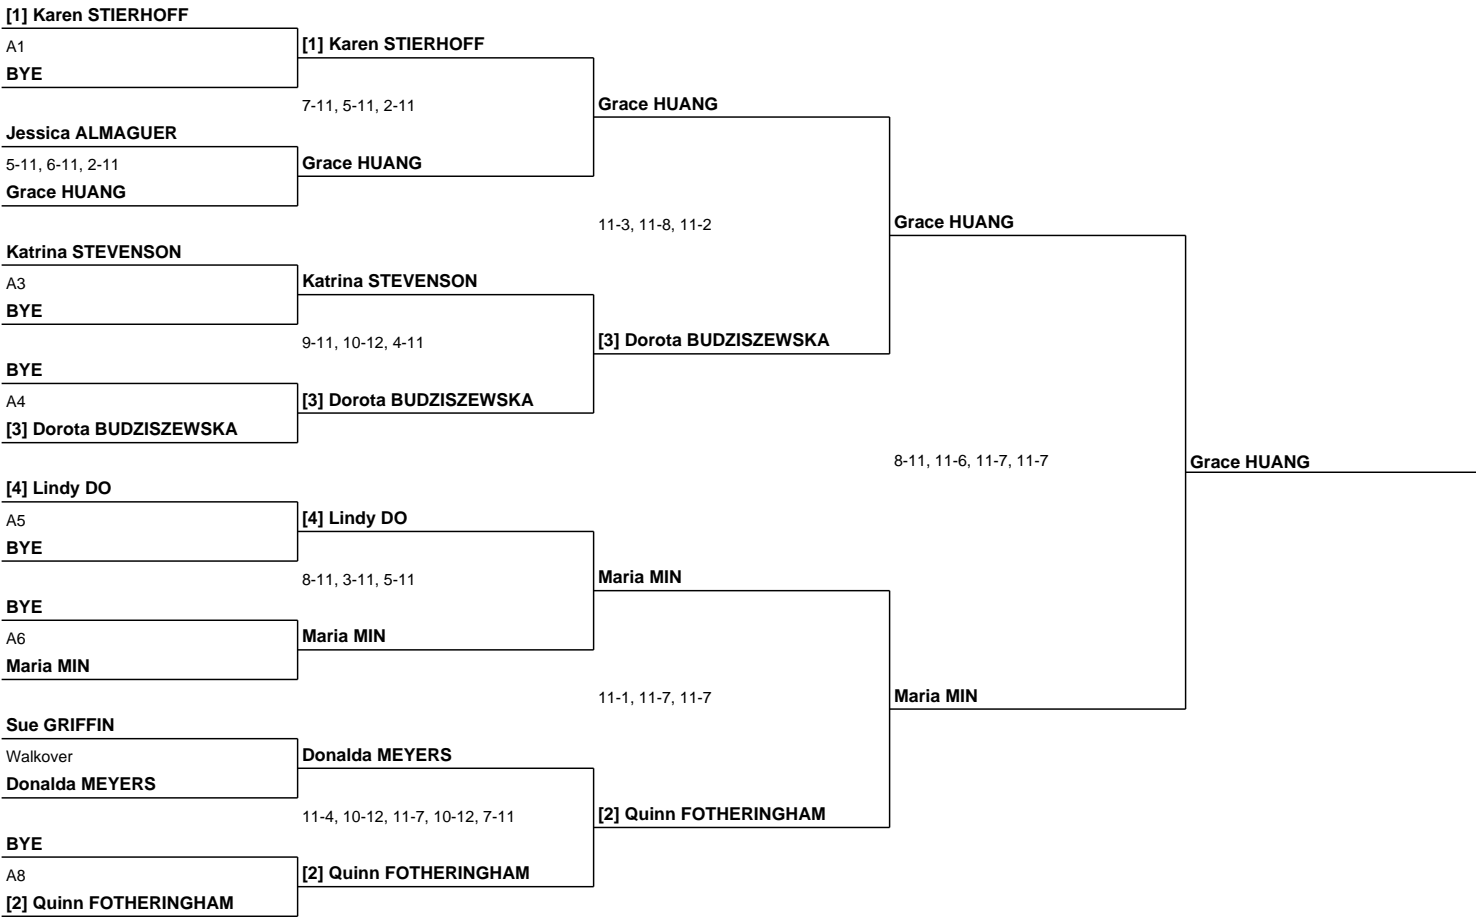 [1] Karen STIERHOFF
A1
BYE
[1] Karen STIERHOFF
7-11, 5-11, 2-11
Grace HUANG
Jessica ALMAGUER
5-11, 6-11, 2-11
Grace HUANG
Grace HUANG
11-3, 11-8, 11-2
Grace HUANG
Katrina STEVENSON
A3
BYE
Katrina STEVENSON
9-11, 10-12, 4-11
[3] Dorota BUDZISZEWSKA
BYE
A4
[3] Dorota BUDZISZEWSKA
[3] Dorota BUDZISZEWSKA
8-11, 11-6, 11-7, 11-7
Grace HUANG
[4] Lindy DO
A5
BYE
[4] Lindy DO
8-11, 3-11, 5-11
Maria MIN
BYE
A6
Maria MIN
Maria MIN
11-1, 11-7, 11-7
Maria MIN
Sue GRIFFIN
Walkover
Donalda MEYERS
Donalda MEYERS
11-4, 10-12, 11-7, 10-12, 7-11
[2] Quinn FOTHERINGHAM
BYE
A8
[2] Quinn FOTHERINGHAM
[2] Quinn FOTHERINGHAM